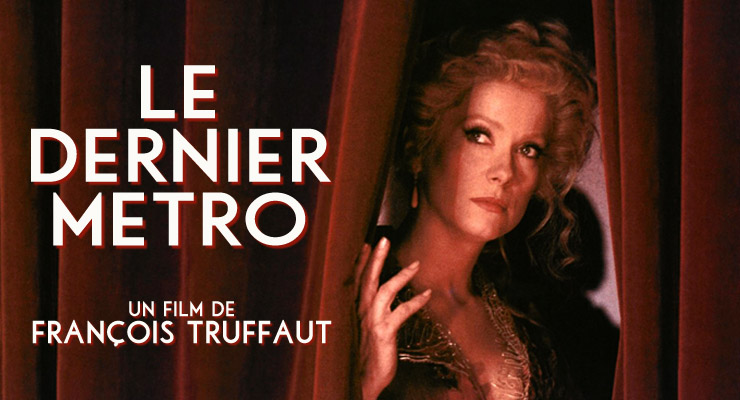 LE
DERNIER
METRO
UN FILM DE
FRANÇOIS TRUFFAUT